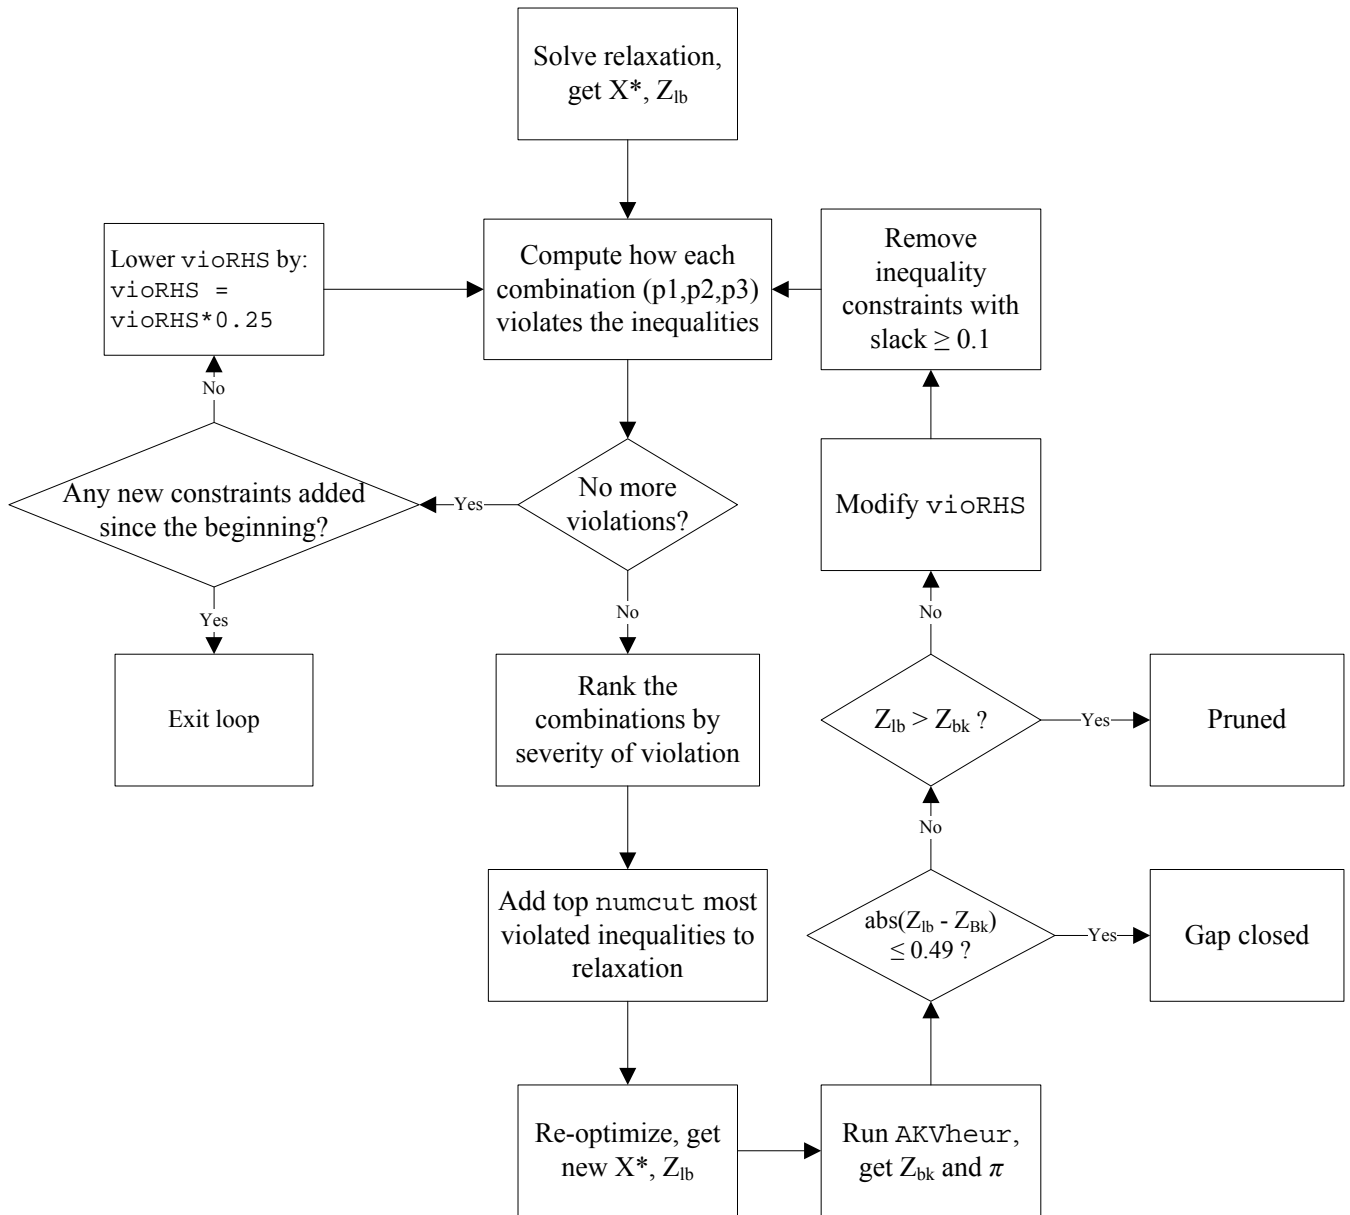 Solve relaxation,
get X*, Zlb
Lower vioRHS by:
vioRHS =
vioRHS*0.25
Compute how each
combination (p1,p2,p3)
violates the inequalities
Remove
inequality
constraints with
slack ≥ 0.1
No
Any new constraints added
since the beginning?
Yes
No more
violations?
Modify vioRHS
Yes
No
No
Exit loop
Rank the
combinations by
severity of violation
Zlb > Zbk ?
Yes
Pruned
No
Add top numcut most
violated inequalities to
relaxation
abs(Zlb - ZBk)
≤ 0.49 ?
Yes
Gap closed
Re-optimize, get
new X*, Zlb
Run AKVheur,
get Zbk and π